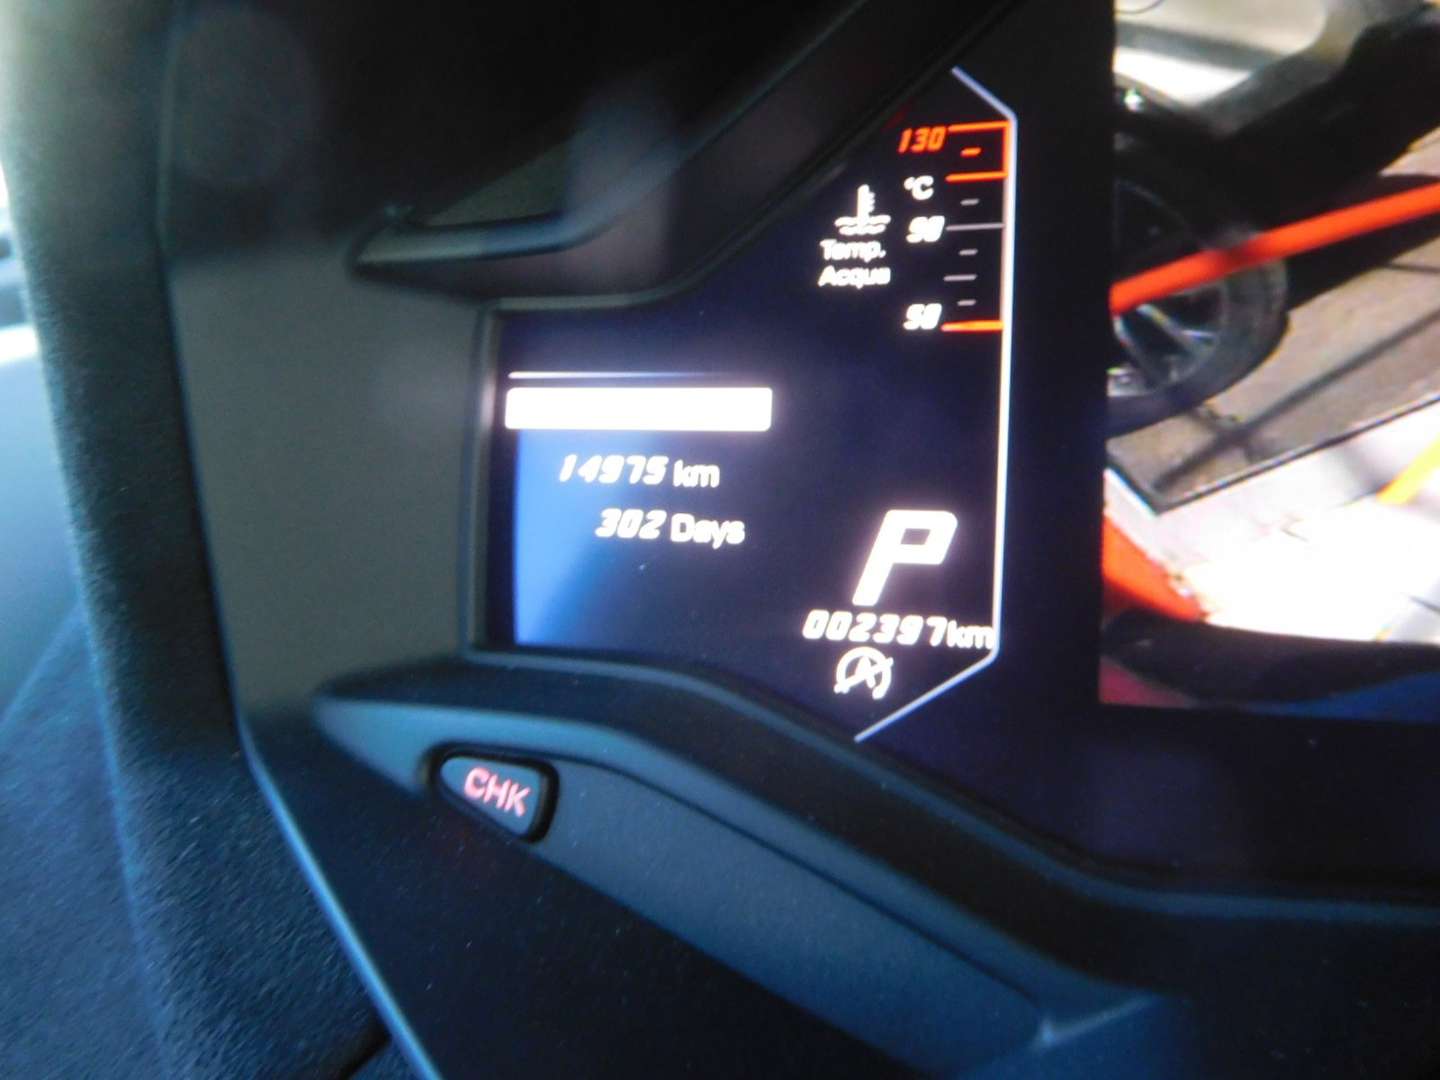 130
°C
90
Temp.
Acqua
50
14975 km
302 Days
P
002397km
A
CHK